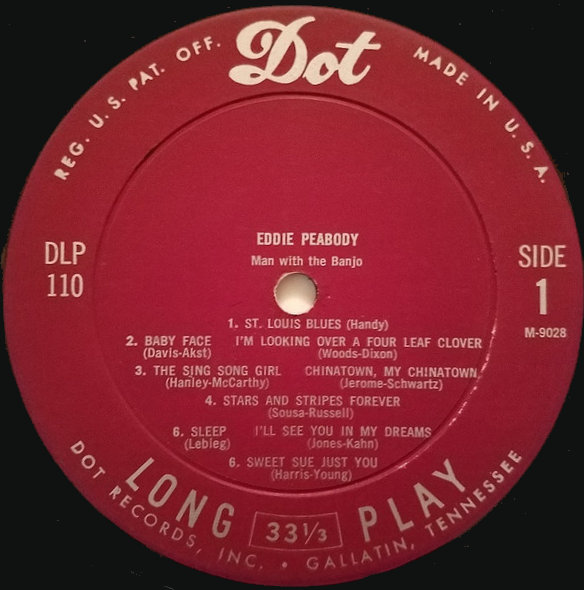 REG. U. S. PAT. OFF.
Dot
MADE IN U. S. A.
DLP
110
SIDE
1
M-9028
EDDIE PEABODY
Man with the Banjo
1. ST. LOUIS BLUES (Handy)
2. BABY FACE I'M LOOKING OVER A FOUR LEAF CLOVER
(Davis-Akst) (Woods-Dixon)
3. THE SING SONG GIRL CHINATOWN, MY CHINATOWN
(Hanley-McCarthy) (Jerome-Schwartz)
4. STARS AND STRIPES FOREVER
(Sousa-Russell)
6. SLEEP I'LL SEE YOU IN MY DREAMS
(Lebieg) (Jones-Kahn)
6. SWEET SUE JUST YOU
(Harris-Young)
LONG 33⅓ PLAY
DOT RECORDS, INC. • GALLATIN, TENNESSEE